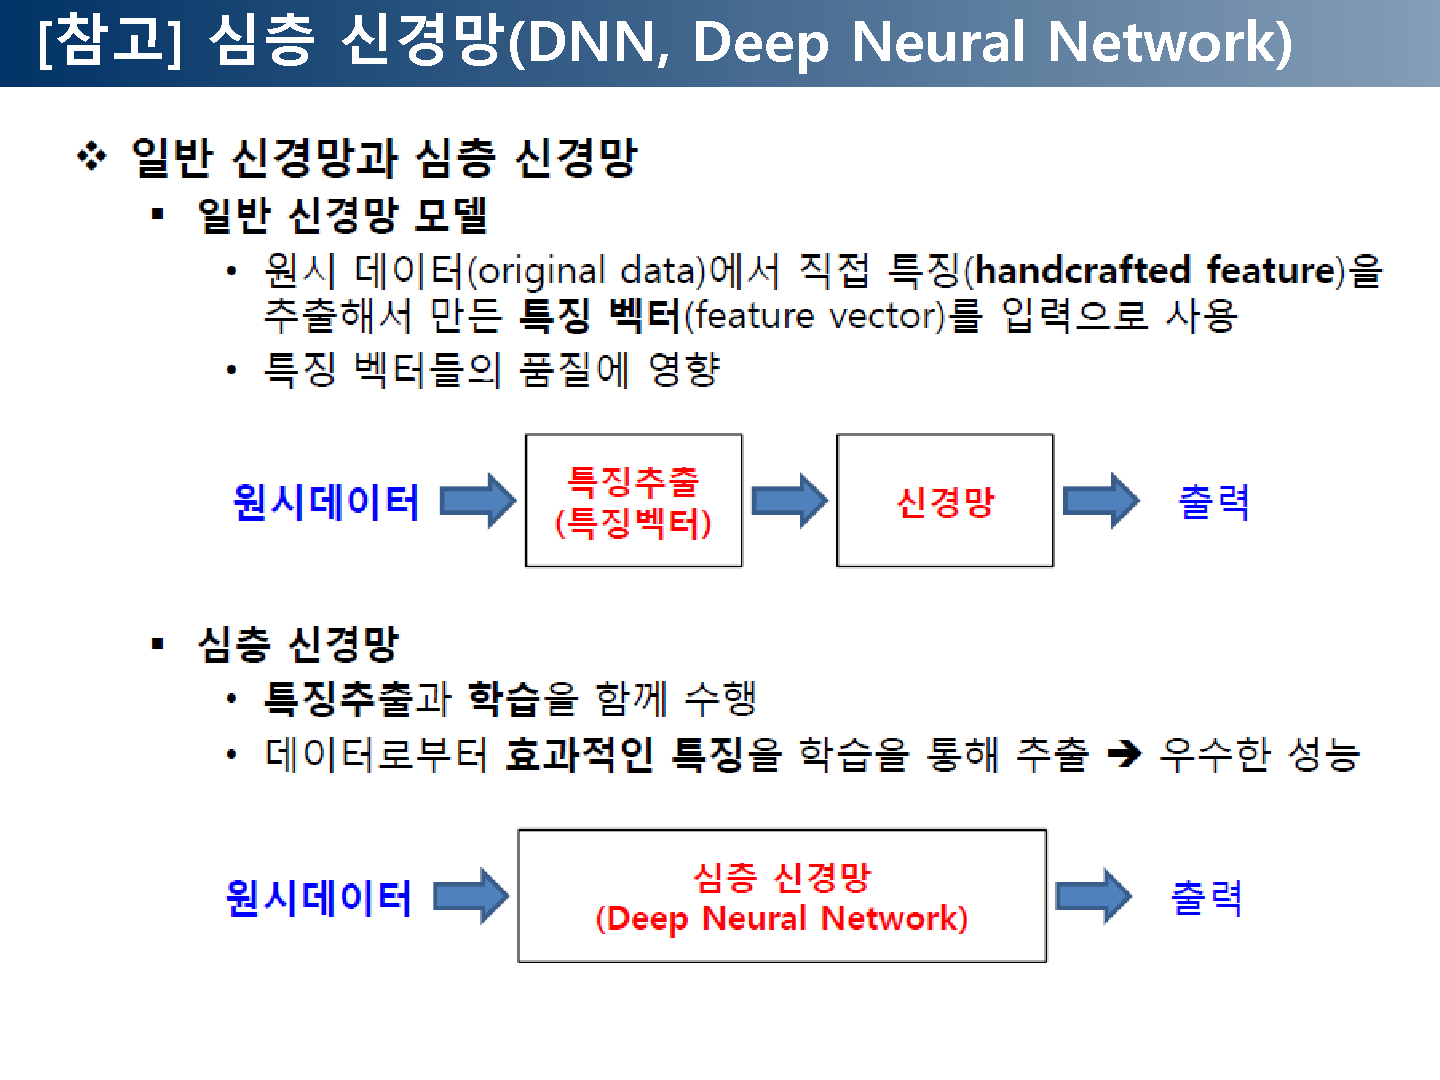 [참고] 심층 신경망(DNN, Deep Neural Network)
❖ 일반 신경망과 심층 신경망
▪ 일반 신경망 모델
• 원시 데이터(original data)에서 직접 특징(handcrafted feature)을
추출해서 만든 특징 벡터(feature vector)를 입력으로 사용
• 특징 벡터들의 품질에 영향
원시데이터
특징추출
(특징벡터)
신경망
출력
▪ 심층 신경망
• 특징추출과 학습을 함께 수행
• 데이터로부터 효과적인 특징을 학습을 통해 추출 ➔ 우수한 성능
원시데이터
심층 신경망
(Deep Neural Network)
출력